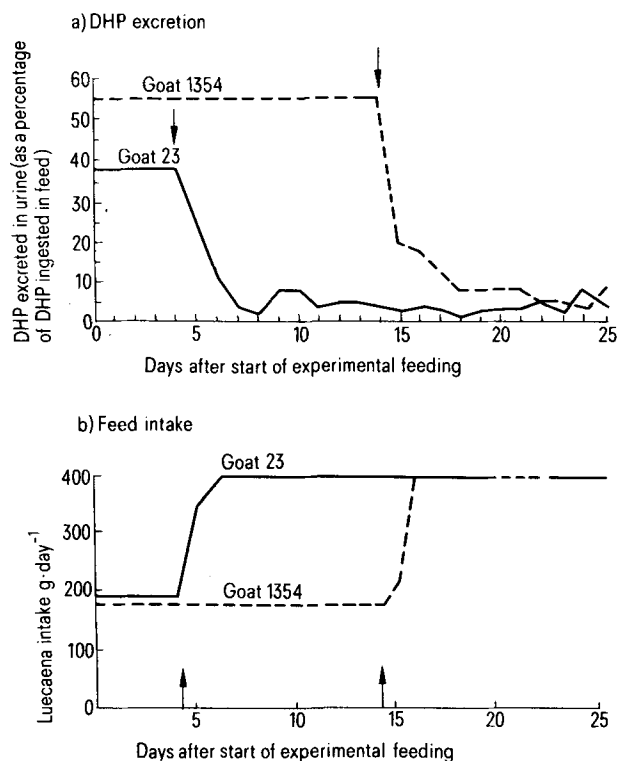 a) DHP excretion
DHP excreted in urine (as a percentage
of DHP ingested in feed)
60
50
40
30
20
10
0
Goat 1354
Goat 23
0
5
10
15
20
25
Days after start of experimental feeding
b) Feed intake
Luecaena intake g·day⁻¹
400
300
200
100
0
Goat 23
Goat 1354
5
10
15
20
25
Days after start of experimental feeding